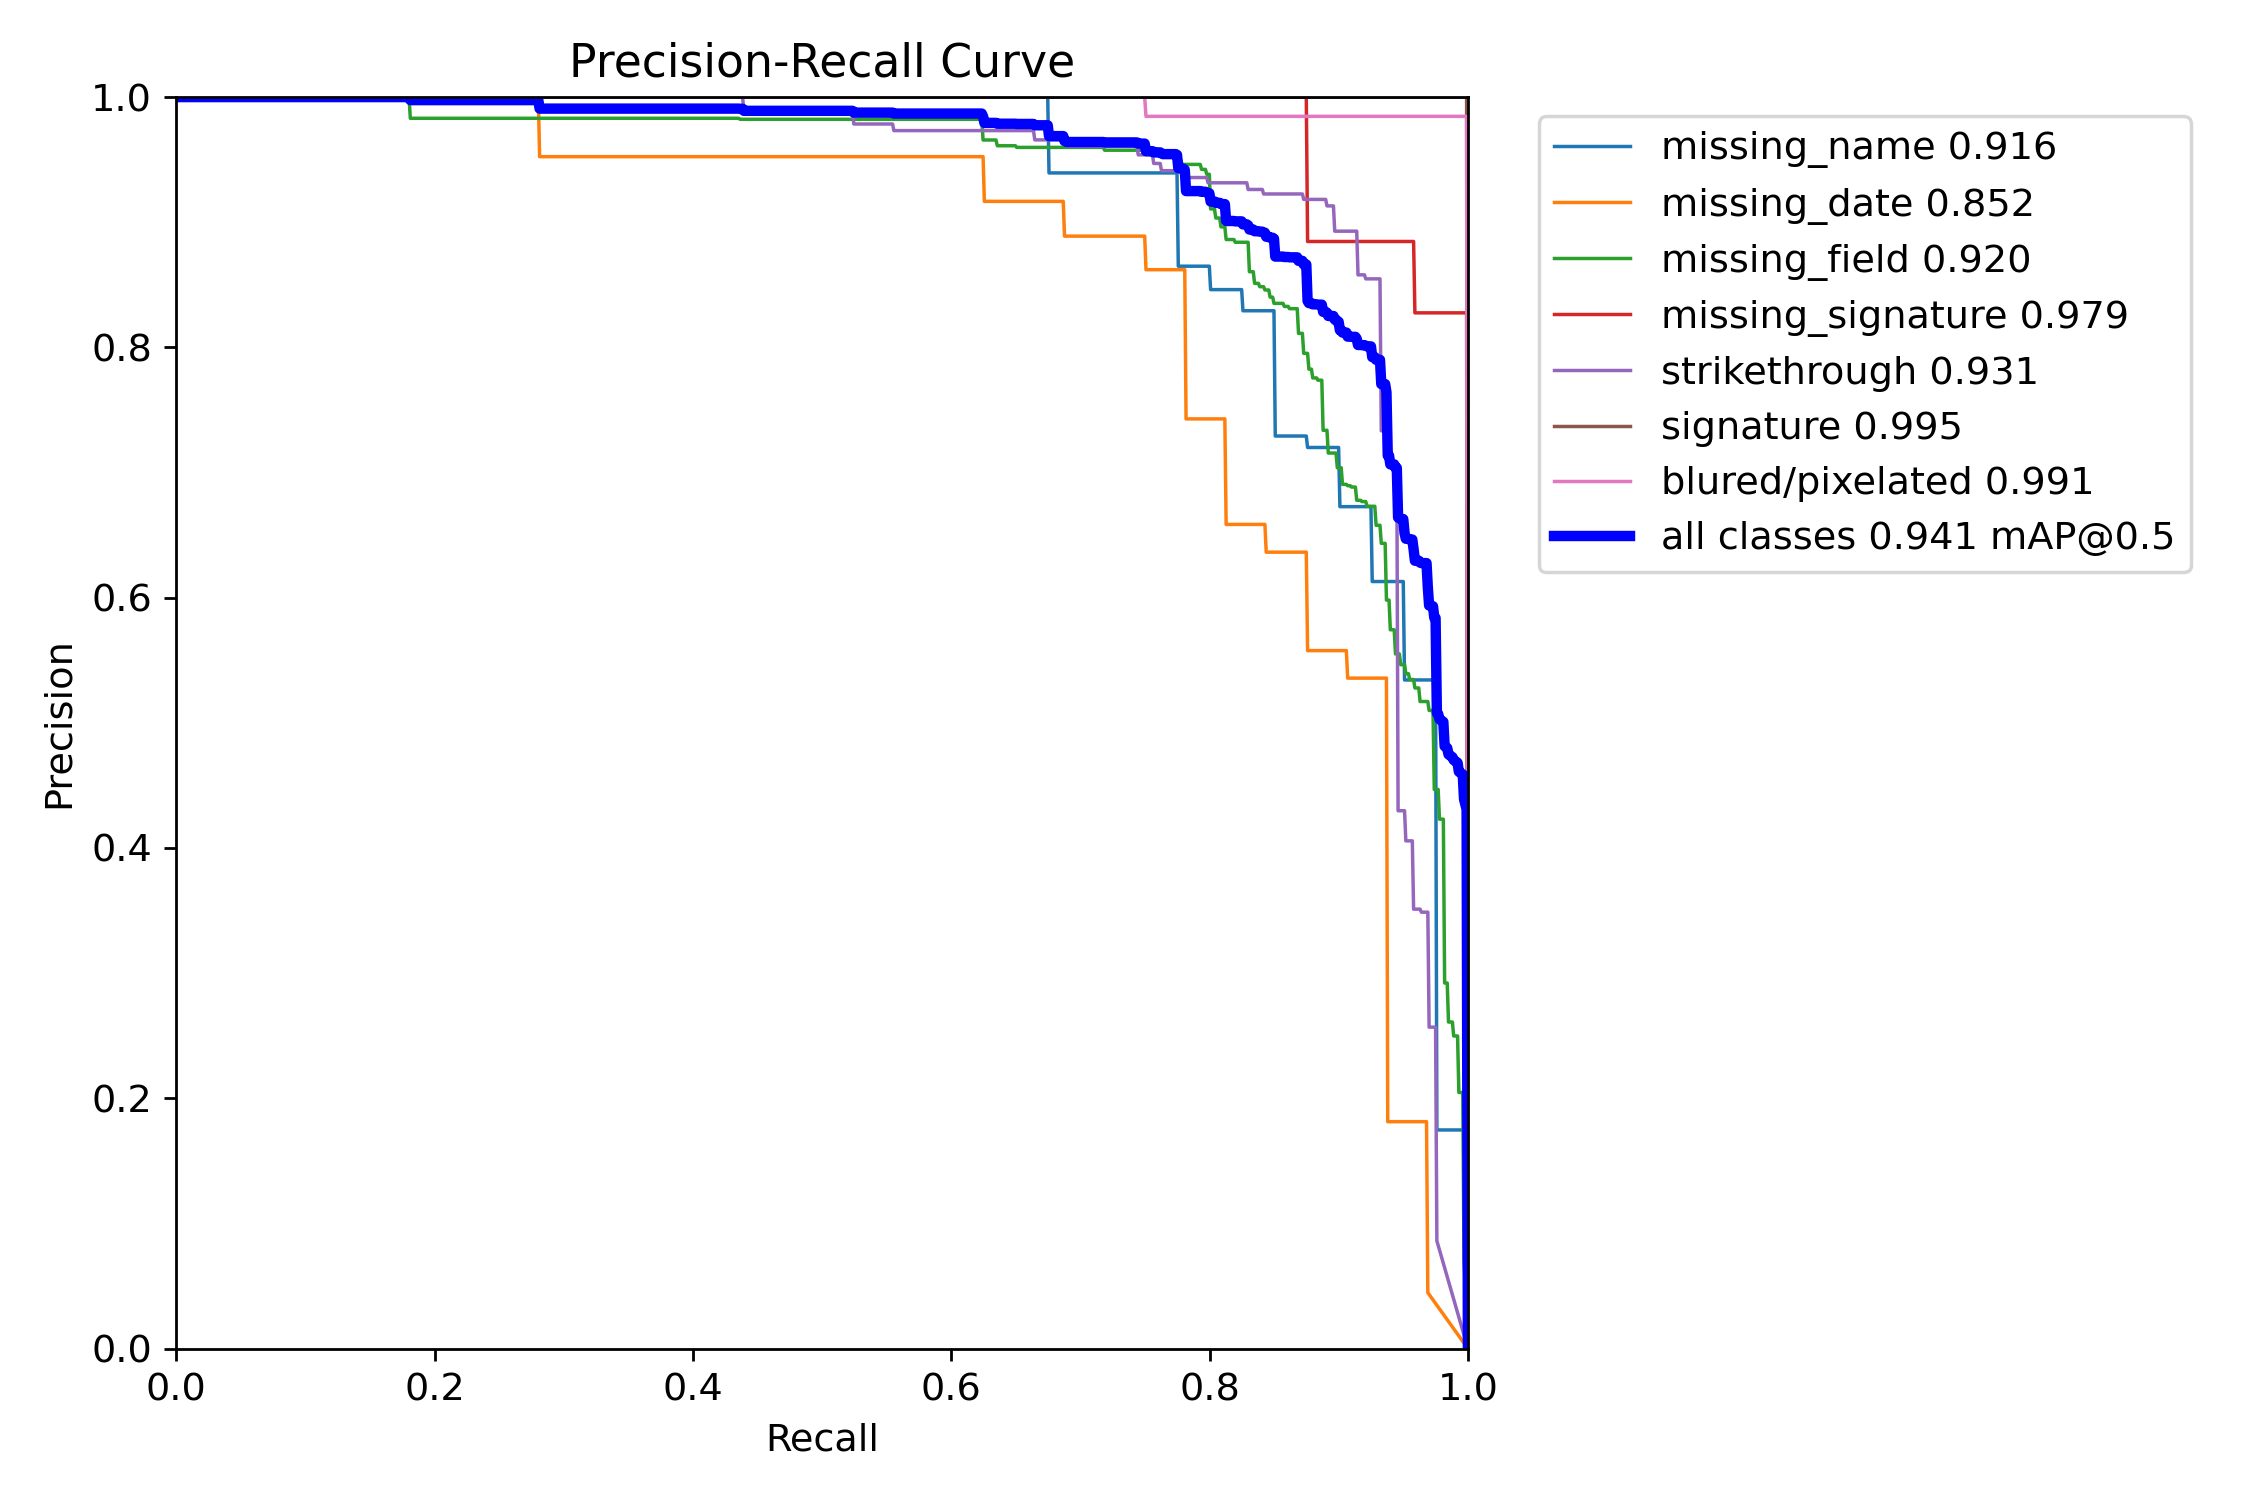 Precision-Recall Curve
1.0
0.8
0.6
0.4
0.2
0.0
Precision
0.0 0.2 0.4 0.6 0.8 1.0
Recall
missing_name 0.916
missing_date 0.852
missing_field 0.920
missing_signature 0.979
strikethrough 0.931
signature 0.995
blured/pixelated 0.991
all classes 0.941 mAP@0.5